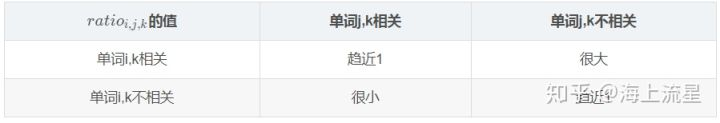 ratio_{i,j,k}的值 单词j,k相关 单词j,k不相关
单词i,k相关 趋近1 很大
单词i,k不相关 很小 趋近1
知乎 @海上流星